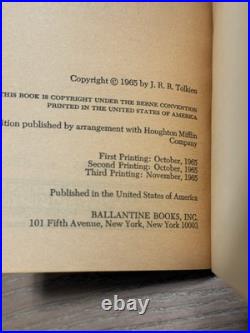 Copyright © 1965 by J. R. R. Tolkien
THIS BOOK IS COPYRIGHT UNDER THE BERNE CONVENTION
PRINTED IN THE UNITED STATES OF AMERICA
ition published by arrangement with Houghton Mifflin
Company
First Printing: October, 1965
Second Printing: October, 1965
Third Printing: November, 1965
Published in the United States of America
BALLANTINE BOOKS, INC.
101 Fifth Avenue, New York, New York 10003